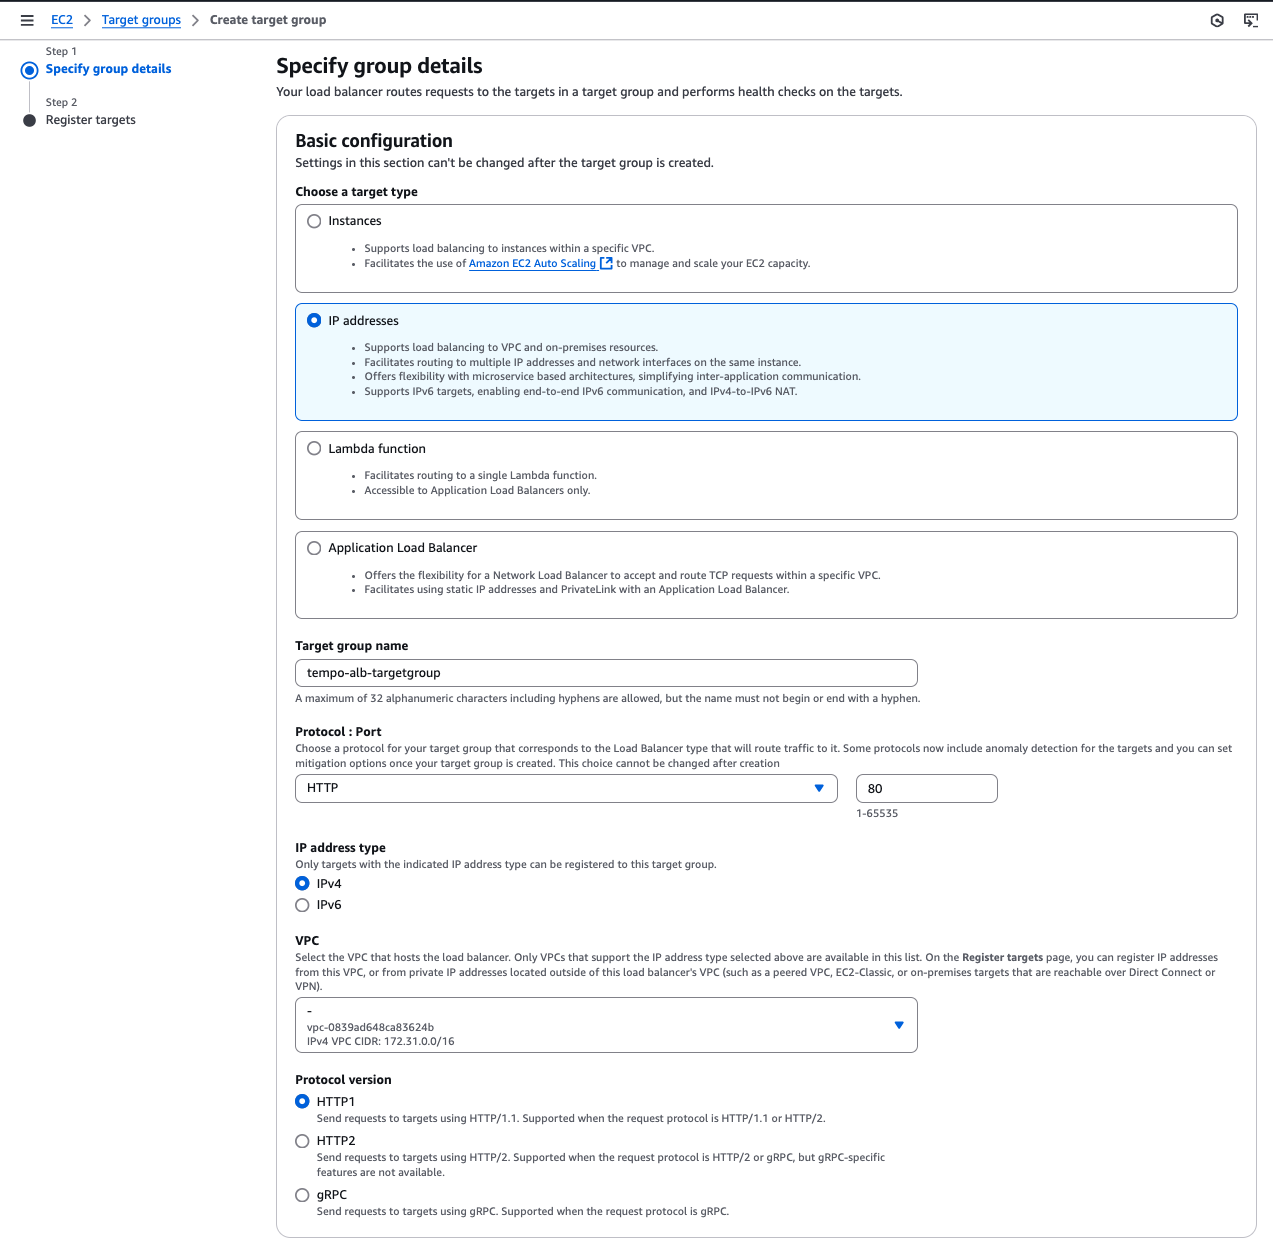 EC2 > Target groups > Create target group
Step 1
Specify group details
Step 2
Register targets
Specify group details
Your load balancer routes requests to the targets in a target group and performs health checks on the targets.
Basic configuration
Settings in this section can't be changed after the target group is created.
Choose a target type
Instances
• Supports load balancing to instances within a specific VPC.
• Facilitates the use of Amazon EC2 Auto Scaling to manage and scale your EC2 capacity.
IP addresses
• Supports load balancing to VPC and on-premises resources.
• Facilitates routing to multiple IP addresses and network interfaces on the same instance.
• Offers flexibility with microservice based architectures, simplifying inter-application communication.
• Supports IPv6 targets, enabling end-to-end IPv6 communication, and IPv4-to-IPv6 NAT.
Lambda function
• Facilitates routing to a single Lambda function.
• Accessible to Application Load Balancers only.
Application Load Balancer
• Offers the flexibility for a Network Load Balancer to accept and route TCP requests within a specific VPC.
• Facilitates using static IP addresses and PrivateLink with an Application Load Balancer.
Target group name
tempo-alb-targetgroup
A maximum of 32 alphanumeric characters including hyphens are allowed, but the name must not begin or end with a hyphen.
Protocol : Port
Choose a protocol for your target group that corresponds to the Load Balancer type that will route traffic to it. Some protocols now include anomaly detection for the targets and you can set
mitigation options once your target group is created. This choice cannot be changed after creation
HTTP
80
1-65535
IP address type
Only targets with the indicated IP address type can be registered to this target group.
IPv4
IPv6
VPC
Select the VPC that hosts the load balancer. Only VPCs that support the IP address type selected above are available in this list. On the Register targets page, you can register IP addresses
from this VPC, or from private IP addresses located outside of this load balancer's VPC (such as a peered VPC, EC2-Classic, or on-premises targets that are reachable over Direct Connect or
VPN).
-
vpc-0839ad648ca83624b
IPv4 VPC CIDR: 172.31.0.0/16
Protocol version
HTTP1
Send requests to targets using HTTP/1.1. Supported when the request protocol is HTTP/1.1 or HTTP/2.
HTTP2
Send requests to targets using HTTP/2. Supported when the request protocol is HTTP/2 or gRPC, but gRPC-specific
features are not available.
gRPC
Send requests to targets using gRPC. Supported when the request protocol is gRPC.